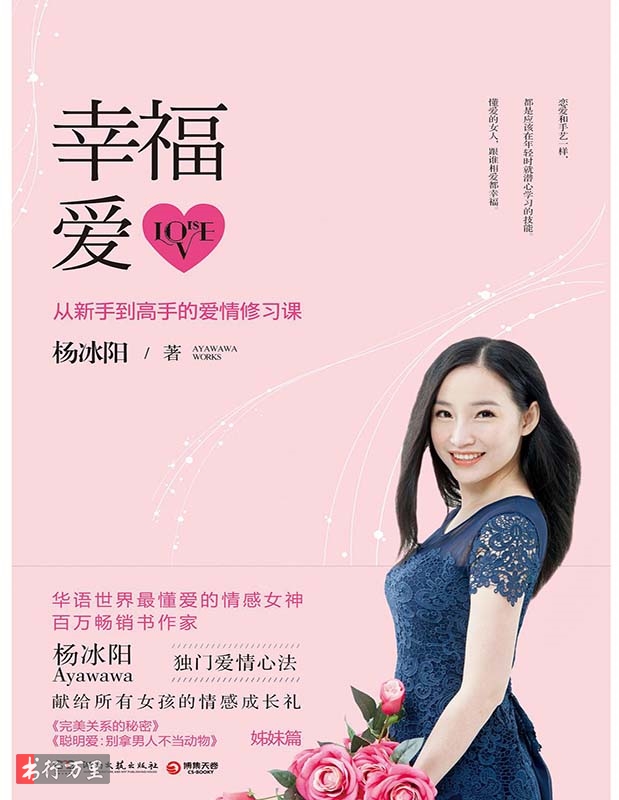 幸福
爱
LOVE
IS
从新手到高手的爱情修习课
杨冰阳 / 著 AYAWAWA
WORKS
恋爱和手艺一样，
都是应该在年轻时就潜心学习的技能。
懂爱的女人，跟谁相爱都幸福。
华语世界最懂爱的情感女神
百万畅销书作家
杨冰阳
Ayawawa
独门爱情心法
献给所有女孩的情感成长礼
《完美关系的秘密》
《聪明爱：别拿男人不当动物》 姊妹篇
文艺出版社
博集天卷
CS-BOOKY
书行万里